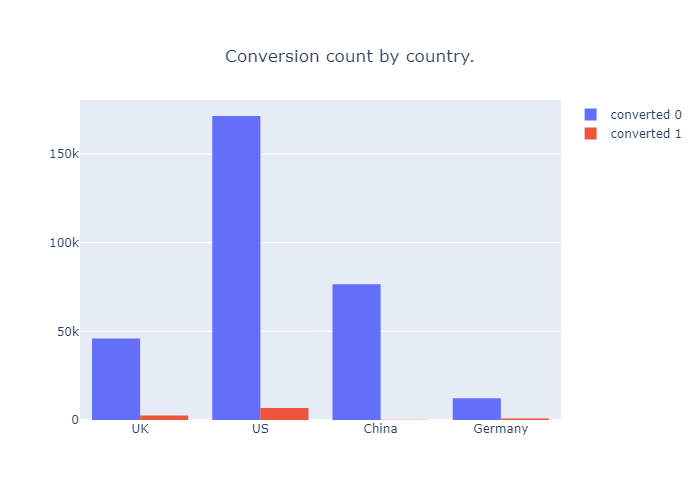 Conversion count by country.
converted 0
converted 1
150k
100k
50k
0
UK
US
China
Germany